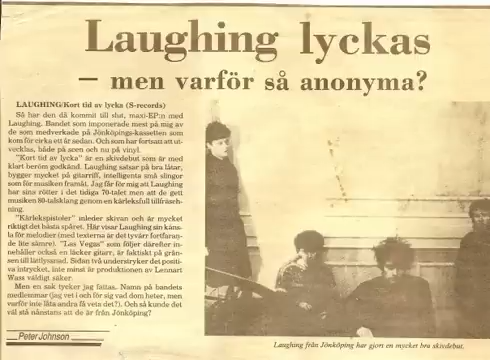 Laughing lyckas
– men varför så anonyma?
LAUGHING/Kort tid av lycka (S-records)
Så har den då kommit till slut, maxi-EP:n med
Laughing. Bandet som imponerade mest på mig av
de som medverkade på Jönköpings-kassetten som
kom för cirka ett år sedan. Och som har fortsatt att ut-
vecklas, både på scen och nu på vinyl.
"Kort tid av lycka" är en skivdebut som är med
klart beröm godkänd. Laughing satsar på bra låtar,
bygger mycket på gitarriff, intelligenta små slingor
som för musiken framåt. Jag får för mig att Laughing
har sina rötter i det tidiga 70-talet men att de gett
musiken 80-talsklang genom en kärleksfull tillfräsch-
ning.
"Kärlekspistoler" inleder skivan och är mycket
riktigt det bästa spåret. Här visar Laughing sin käns-
la för melodier (med texterna är det tyvärr fortfaran-
de lite sämre). "Las Vegas" som följer därefter in-
nehåller också en läcker gitarr, är faktiskt på grän-
sen till lättlyssnad. Sidan två understryker det positi-
va intrycket, inte minst är produktionen av Lennart
Wass väldigt säker.
Men en sak tycker jag fattas. Namn på bandets
medlemmar (jag vet i och för sig vad dom heter, men
varför inte låta andra få veta det?). Och så kunde det
väl stå nånstans att de är från Jönköping?
Peter Johnson
Laughing från Jönköping har gjort en mycket bra skivdebut.